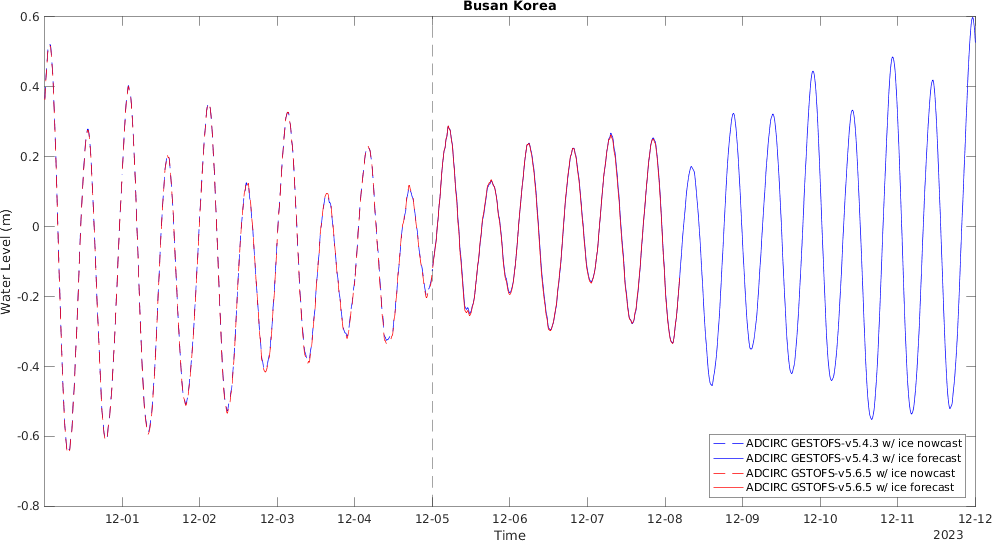 Busan Korea
0.6
0.4
0.2
0
-0.2
-0.4
-0.6
-0.8
Water Level (m)
ADCIRC GESTOFS-v5.4.3 w/ ice nowcast
ADCIRC GESTOFS-v5.4.3 w/ ice forecast
ADCIRC GSTOFS-v5.6.5 w/ ice nowcast
ADCIRC GSTOFS-v5.6.5 w/ ice forecast
12-01 12-02 12-03 12-04 12-05 12-06 12-07 12-08 12-09 12-10 12-11 12-12
Time
2023